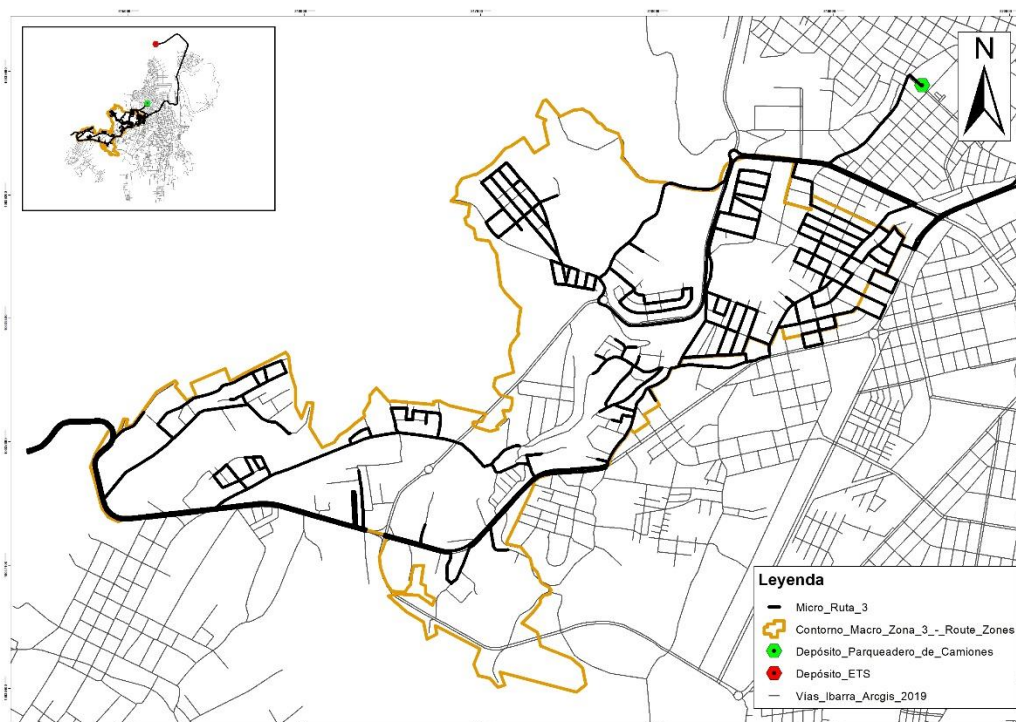 N
Leyenda
Micro_Ruta_3
Contorno_Macro_Zona_3_-_Route_Zones
Depósito_Parqueadero_de_Camiones
Depósito_ETS
Vías_Ibarra_Arcgis_2019